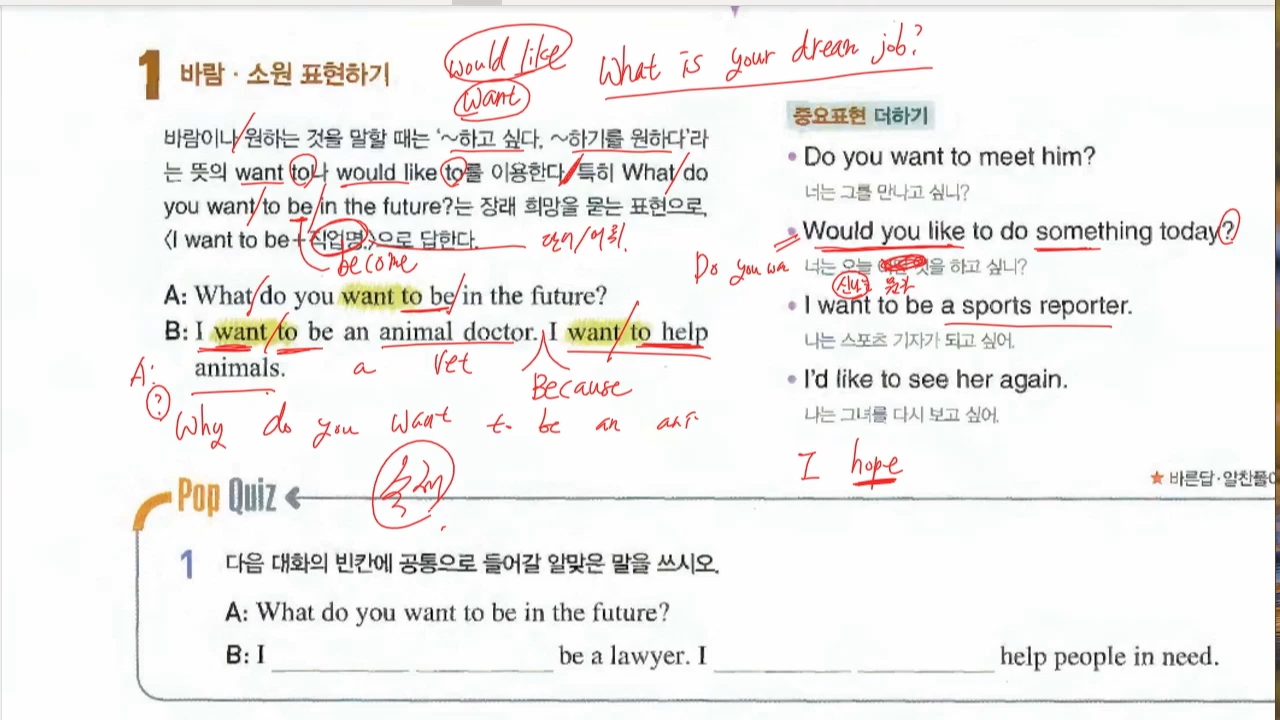 would like
want
What is your dream job?
1 바람 · 소원 표현하기
바람이나 원하는 것을 말할 때는 '~하고 싶다, ~하기를 원하다'라
는 뜻의 want to나 would like to를 이용한다. 특히 What do
you want to be in the future?는 장래 희망을 묻는 표현으로,
〈I want to be+직업명.〉으로 답한다.
단어/어휘.
become
A: What do you want to be in the future?
B: I want to be an animal doctor. I want to help
animals.
a vet
Because
A:
?
Why do you want to be an
숙제
중요표현 더하기
• Do you want to meet him?
너는 그를 만나고 싶니?
• Would you like to do something today?
Do you wa
너는 오늘 것을 하고 싶니?
• I want to be a sports reporter.
나는 스포츠 기자가 되고 싶어.
• I'd like to see her again.
나는 그녀를 다시 보고 싶어.
I hope
★ 바른답·알찬풀이
Pop Quiz
1 다음 대화의 빈칸에 공통으로 들어갈 알맞은 말을 쓰시오.
A: What do you want to be in the future?
B: I ________ ________ be a lawyer. I ________ ________ help people in need.